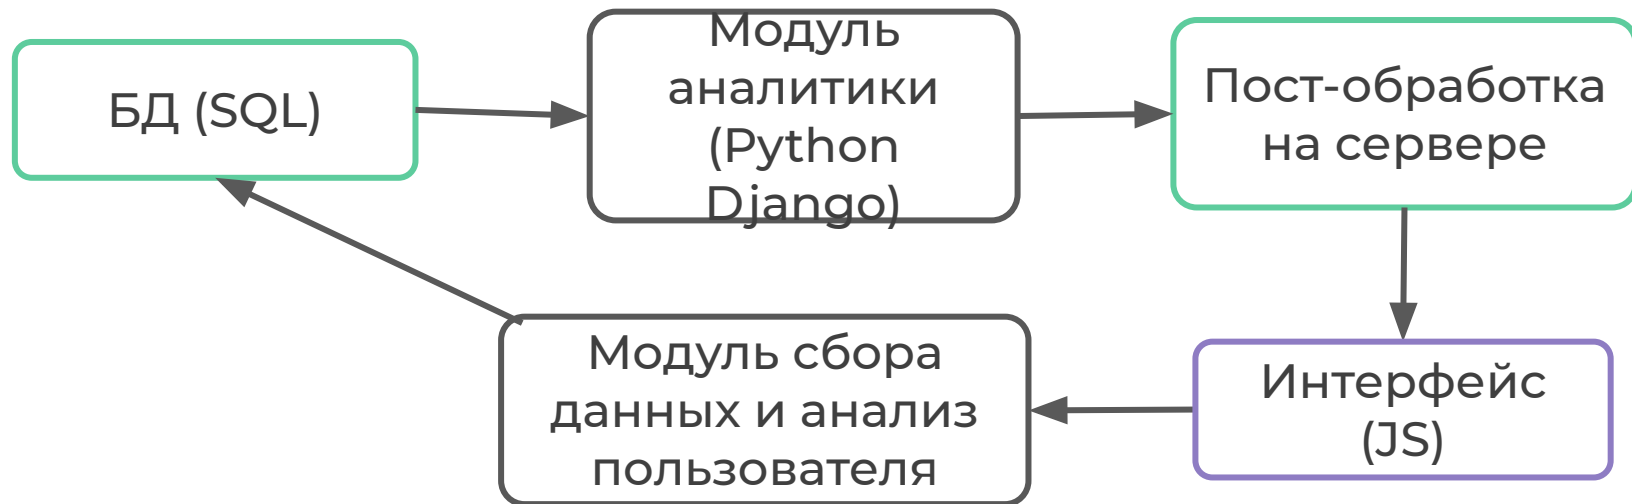 БД (SQL)
Модуль
аналитики
(Python
Django)
Пост-обработка
на сервере
Модуль сбора
данных и анализ
пользователя
Интерфейс
(JS)